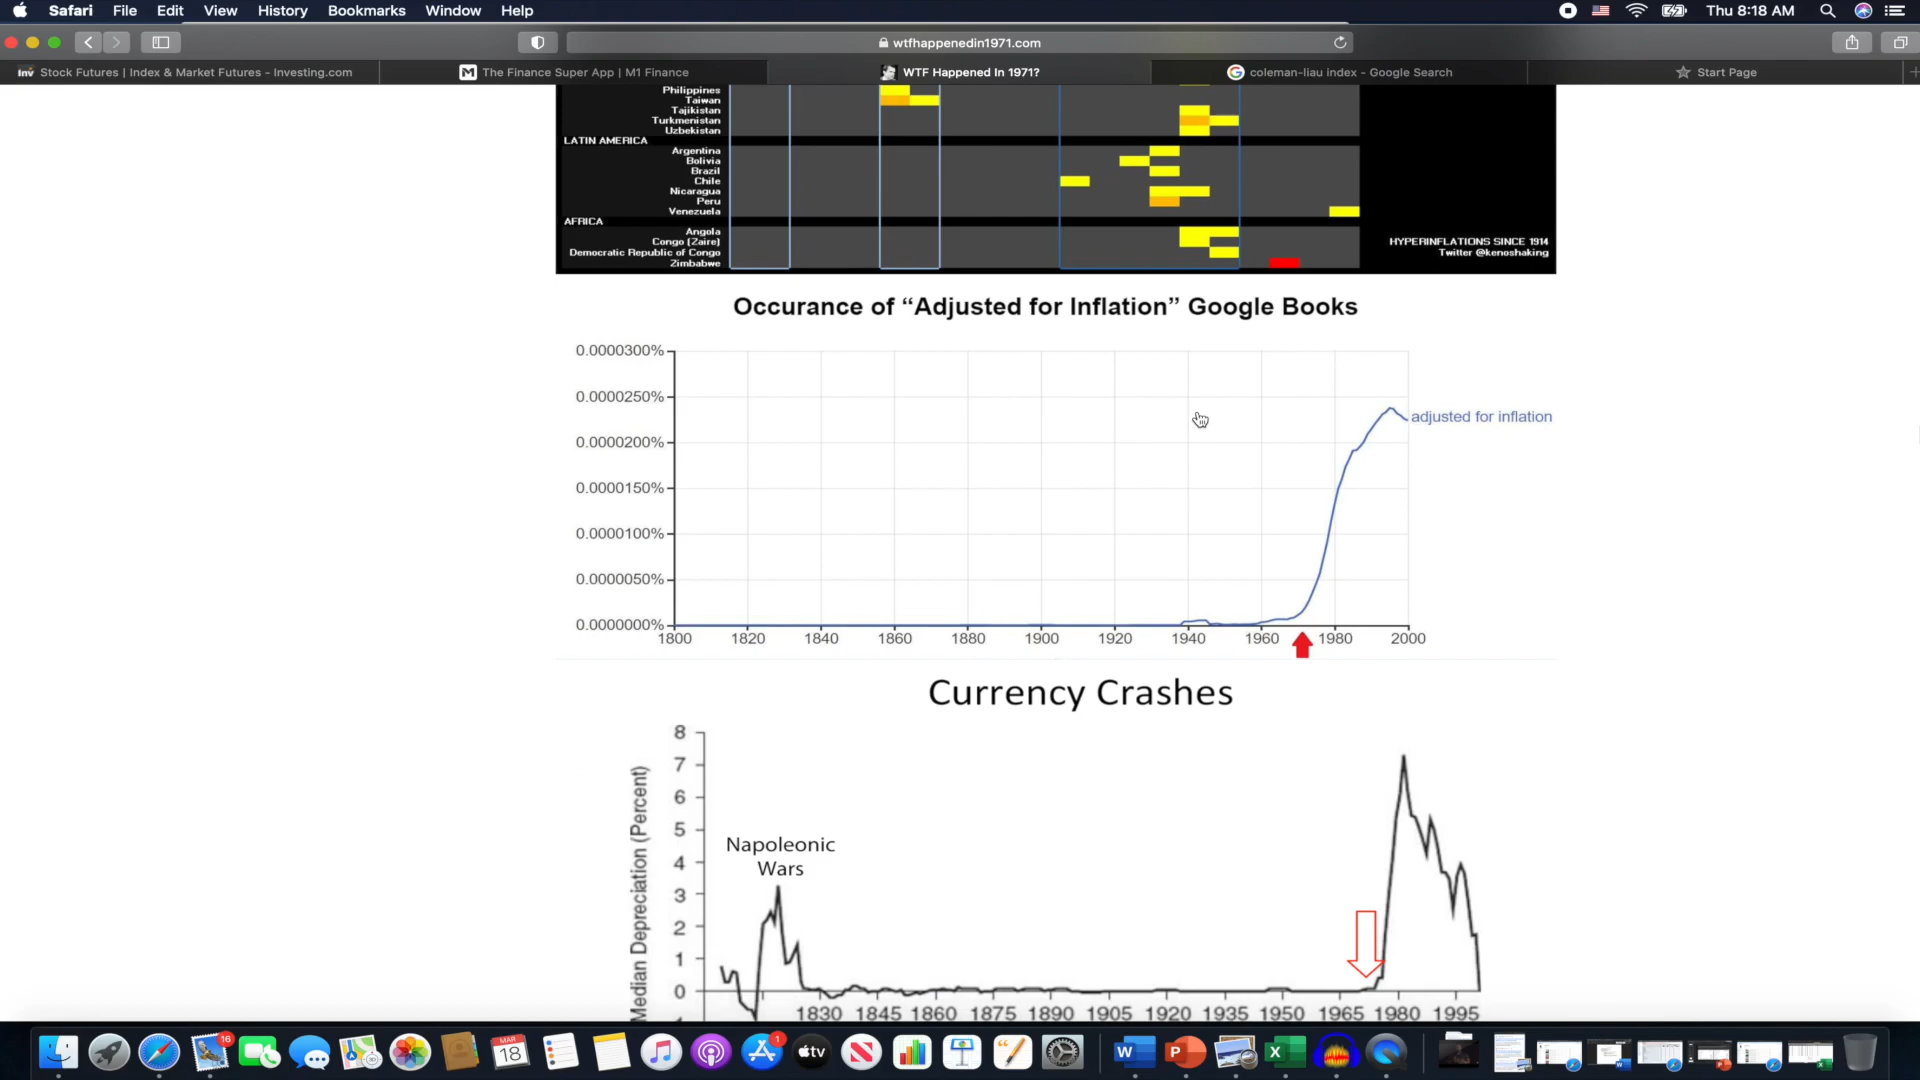 Safari File Edit View History Bookmarks Window Help Thu 8:18 AM
wtfhappenedin1971.com
Inv Stock Futures | Index & Market Futures - Investing.com
M The Finance Super App | M1 Finance
WTF Happened In 1971?
G coleman-liau index - Google Search
Start Page
Philippines
Taiwan
Tajikistan
Turkmenistan
Uzbekistan
LATIN AMERICA
Argentina
Bolivia
Brazil
Chile
Nicaragua
Peru
Venezuela
AFRICA
Angola
Congo (Zaire)
Democratic Republic of Congo
Zimbabwe
HYPERINFLATIONS SINCE 1914
Twitter @kenoshaking
Occurance of “Adjusted for Inflation” Google Books
0.0000300%
0.0000250%
0.0000200%
0.0000150%
0.0000100%
0.0000050%
0.0000000%
1800 1820 1840 1860 1880 1900 1920 1940 1960 1980 2000
adjusted for inflation
Currency Crashes
Median Depreciation (Percent)
8
7
6
5
4
3
2
1
0
Napoleonic
Wars
1830 1845 1860 1875 1890 1905 1920 1935 1950 1965 1980 1995
16
MAR
18
1
tv
W
P
X